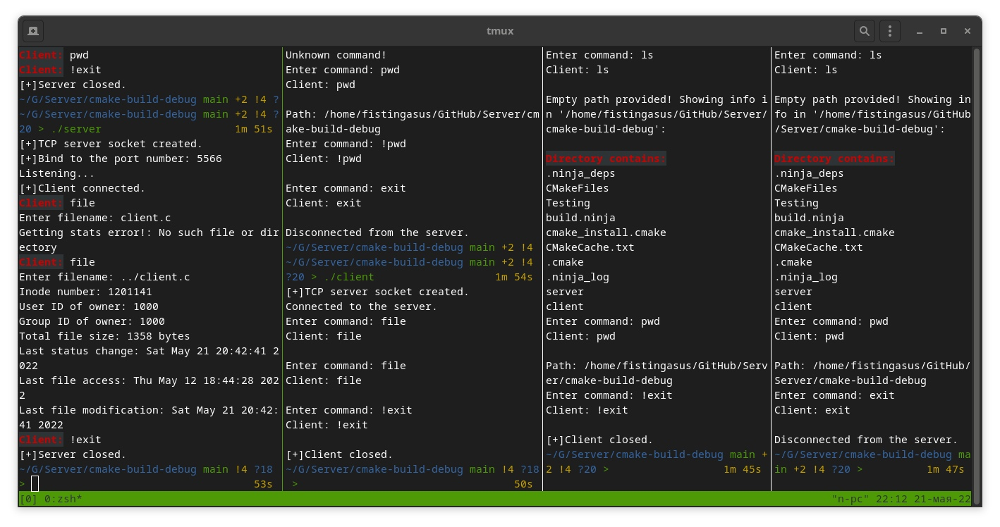 tmux
Client: pwd
Client: !exit
[+]Server closed.
~/G/Server/cmake-build-debug main +2 !4 ?
~/G/Server/cmake-build-debug main +2 !4 ?
20 > ./server 1m 51s
[+]TCP server socket created.
[+]Bind to the port number: 5566
Listening...
[+]Client connected.
Client: file
Enter filename: client.c
Getting stats error!: No such file or dir
ectory
Client: file
Enter filename: ../client.c
Inode number: 1201141
User ID of owner: 1000
Group ID of owner: 1000
Total file size: 1358 bytes
Last status change: Sat May 21 20:42:41 2
022
Last file access: Thu May 12 18:44:28 202
2
Last file modification: Sat May 21 20:42:
41 2022
Client: !exit
[+]Server closed.
~/G/Server/cmake-build-debug main !4 ?18
> 53s
Unknown command!
Enter command: pwd
Client: pwd
Path: /home/fistingasus/GitHub/Server/cm
ake-build-debug
Enter command: !pwd
Client: !pwd
Enter command: exit
Client: exit
Disconnected from the server.
~/G/Server/cmake-build-debug main +2 !4
~/G/Server/cmake-build-debug main +2 !4
?20 > ./client 1m 54s
[+]TCP server socket created.
Connected to the server.
Enter command: file
Client: file
Enter command: file
Client: file
Enter command: !exit
Client: !exit
[+]Client closed.
~/G/Server/cmake-build-debug main !4 ?18
> 50s
Enter command: ls
Client: ls
Empty path provided! Showing info i
n '/home/fistingasus/GitHub/Server/
cmake-build-debug':
Directory contains:
.ninja_deps
CMakeFiles
Testing
build.ninja
cmake_install.cmake
CMakeCache.txt
.cmake
.ninja_log
server
client
Enter command: pwd
Client: pwd
Path: /home/fistingasus/GitHub/Serv
er/cmake-build-debug
Enter command: !exit
Client: !exit
[+]Client closed.
~/G/Server/cmake-build-debug main +
2 !4 ?20 > 1m 45s
Enter command: ls
Client: ls
Empty path provided! Showing in
fo in '/home/fistingasus/GitHub
/Server/cmake-build-debug':
Directory contains:
.ninja_deps
CMakeFiles
Testing
build.ninja
cmake_install.cmake
CMakeCache.txt
.cmake
.ninja_log
server
client
Enter command: pwd
Client: pwd
Path: /home/fistingasus/GitHub/
Server/cmake-build-debug
Enter command: exit
Client: exit
Disconnected from the server.
~/G/Server/cmake-build-debug ma
in +2 !4 ?20 > 1m 47s
[0] 0:zsh* "n-pc" 22:12 21-мая-22